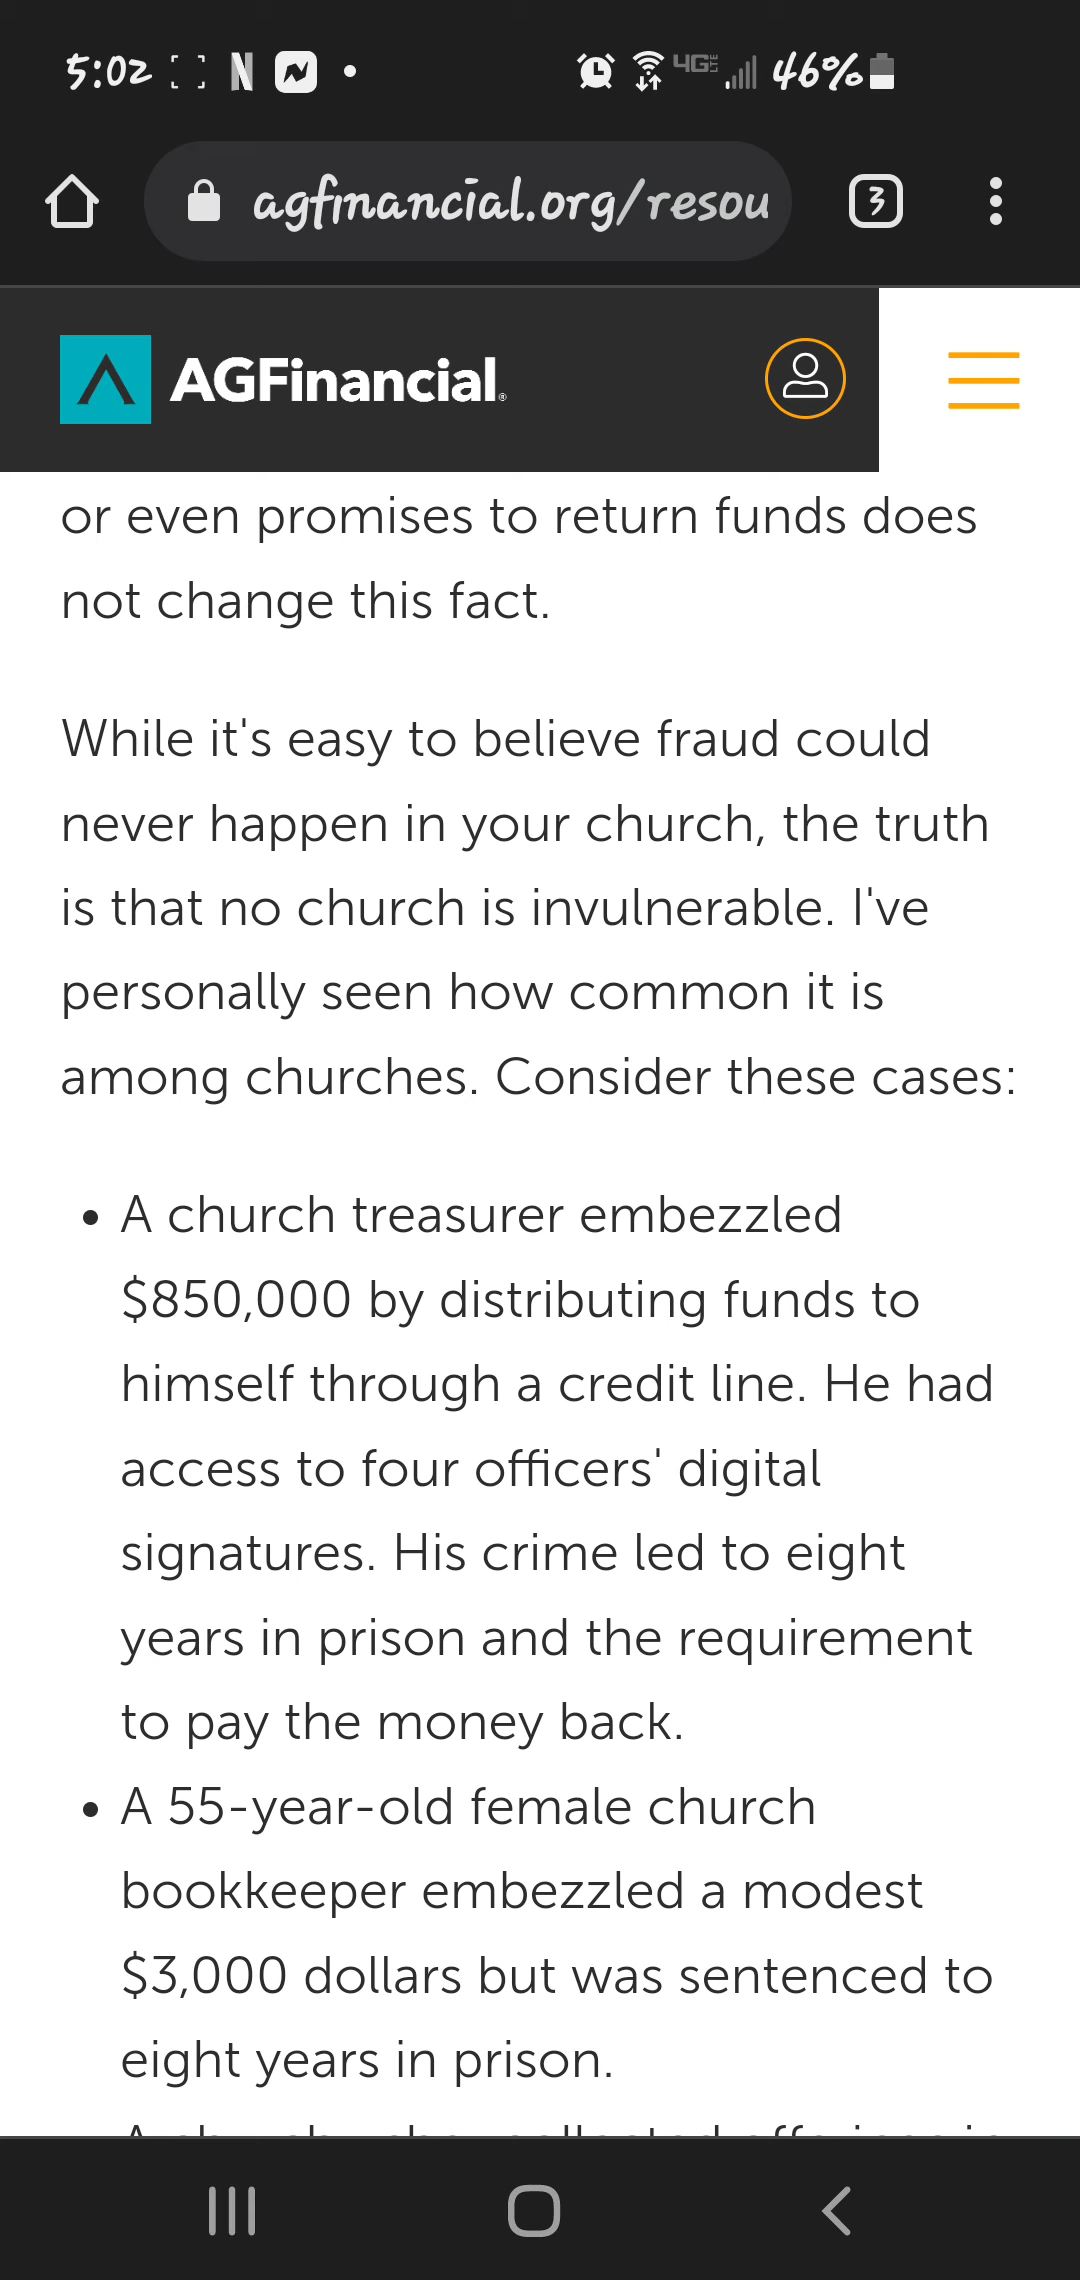 5:02 N 4GLTE 46%
agfinancial.org/resou 3
AGFinancial®
or even promises to return funds does
not change this fact.
While it's easy to believe fraud could
never happen in your church, the truth
is that no church is invulnerable. I've
personally seen how common it is
among churches. Consider these cases:
• A church treasurer embezzled
$850,000 by distributing funds to
himself through a credit line. He had
access to four officers' digital
signatures. His crime led to eight
years in prison and the requirement
to pay the money back.
• A 55-year-old female church
bookkeeper embezzled a modest
$3,000 dollars but was sentenced to
eight years in prison.